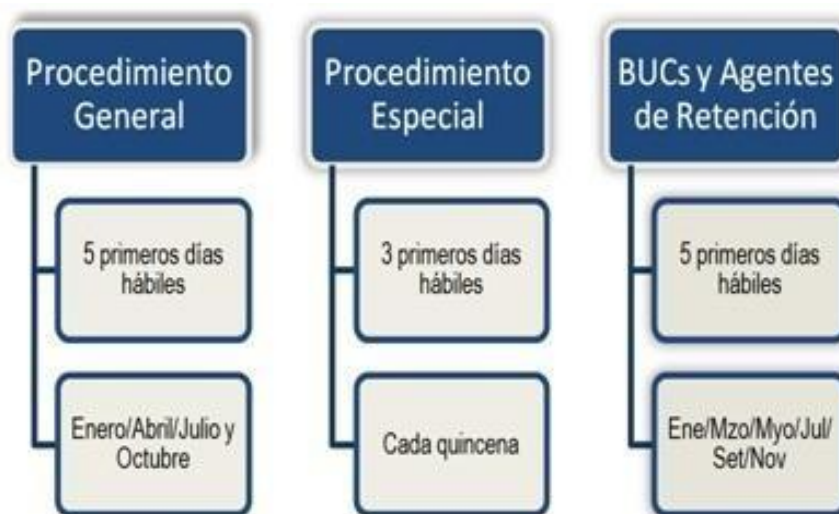 Procedimiento
General
5 primeros días
hábiles
Enero/Abril/Julio y
Octubre
Procedimiento
Especial
3 primeros días
hábiles
Cada quincena
BUCs y Agentes
de Retención
5 primeros días
hábiles
Ene/Mzo/Myo/Jul/
Set/Nov